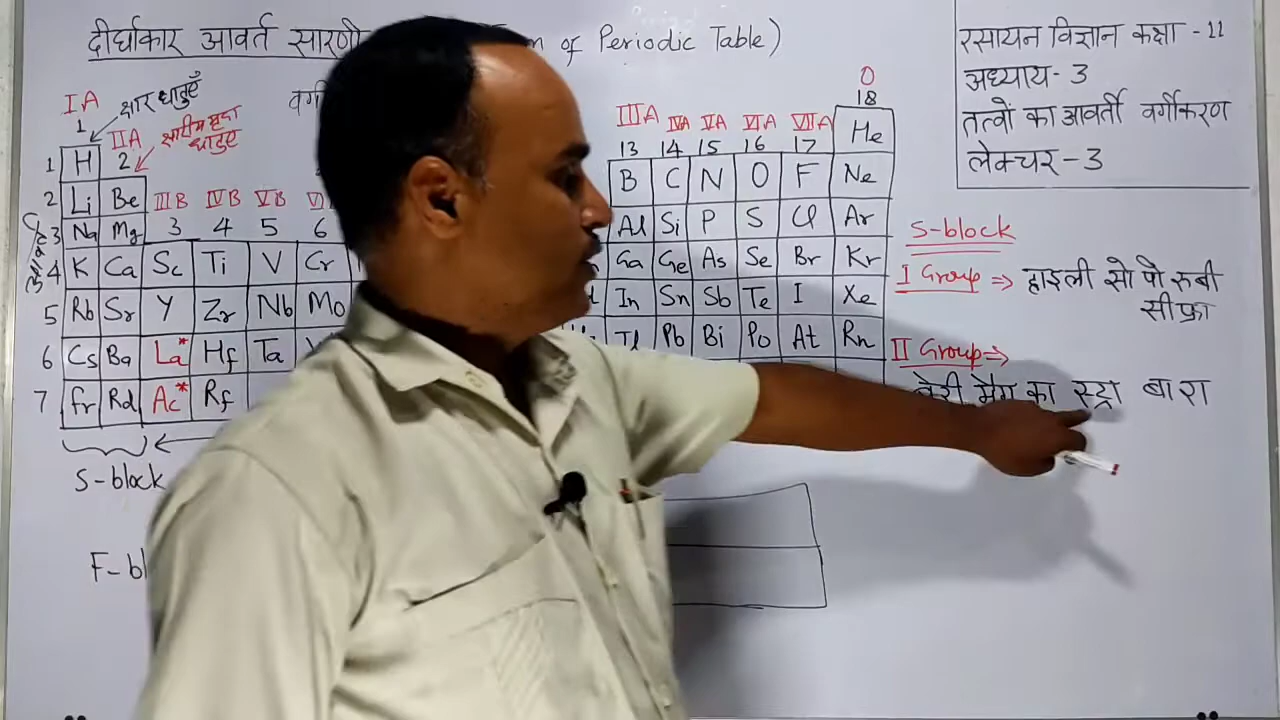 दीर्घाकार आवर्त सारणी of Periodic Table)
रसायन विज्ञान कक्षा - 11
अध्याय - 3
तत्वों का आवर्ती वर्गीकरण
लेक्चर - 3
IA क्षार धातुएँ
1 IIA क्षारीय मृदा धातुएँ
0
18
IIIA IVA VA VIA VIIA
13 14 15 16 17 He
1 H 2
2 Li Be IIIB IVB VB B C N O F Ne
3 Na Mg 3 4 5 6 Al Si P S Cl Ar
4 K Ca Sc Ti V Cr Ga Ge As Se Br Kr
5 Rb Sr Y Zr Nb Mo In Sn Sb Te I Xe
6 Cs Ba La* Hf Ta Tl Pb Bi Po At Rn
7 Fr Rd Ac* Rf
S-block
S-block
I Group ⇒ हाइली सो पो रुबी
सीफ्रा
II Group ⇒
बेरी मैग का स्ट्रा बा रा